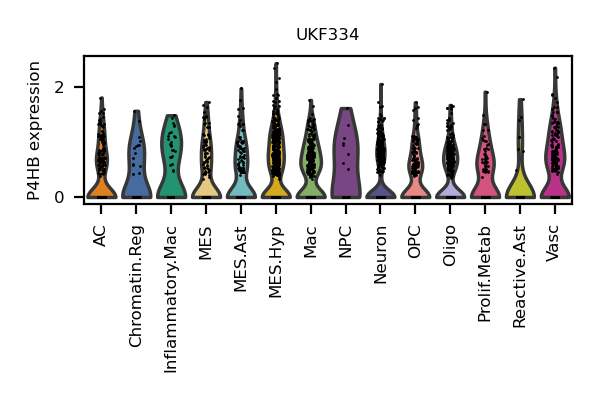 UKF334
P4HB expression
2
0
AC
Chromatin.Reg
Inflammatory.Mac
MES
MES.Ast
MES.Hyp
Mac
NPC
Neuron
OPC
Oligo
Prolif.Metab
Reactive.Ast
Vasc